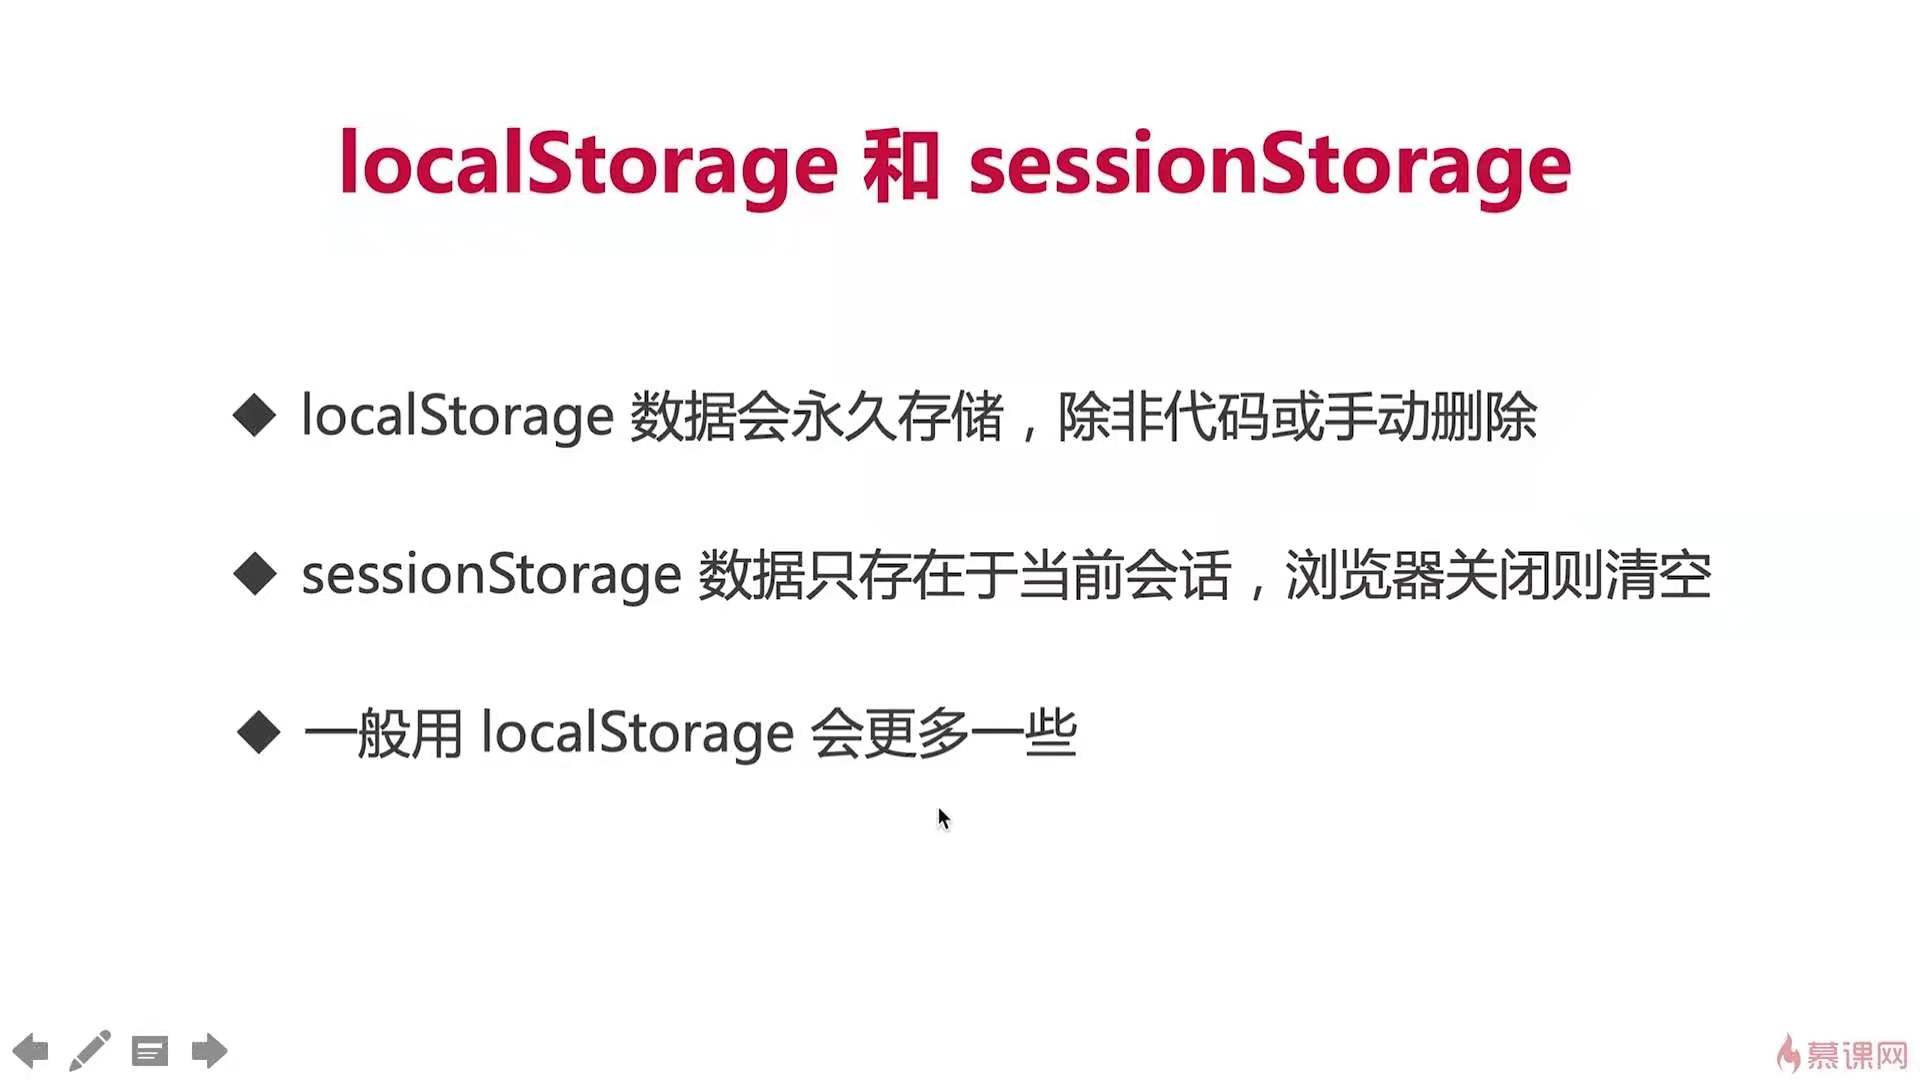 localStorage 和 sessionStorage
◆ localStorage 数据会永久存储，除非代码或手动删除
◆ sessionStorage 数据只存在于当前会话，浏览器关闭则清空
◆ 一般用 localStorage 会更多一些
慕课网